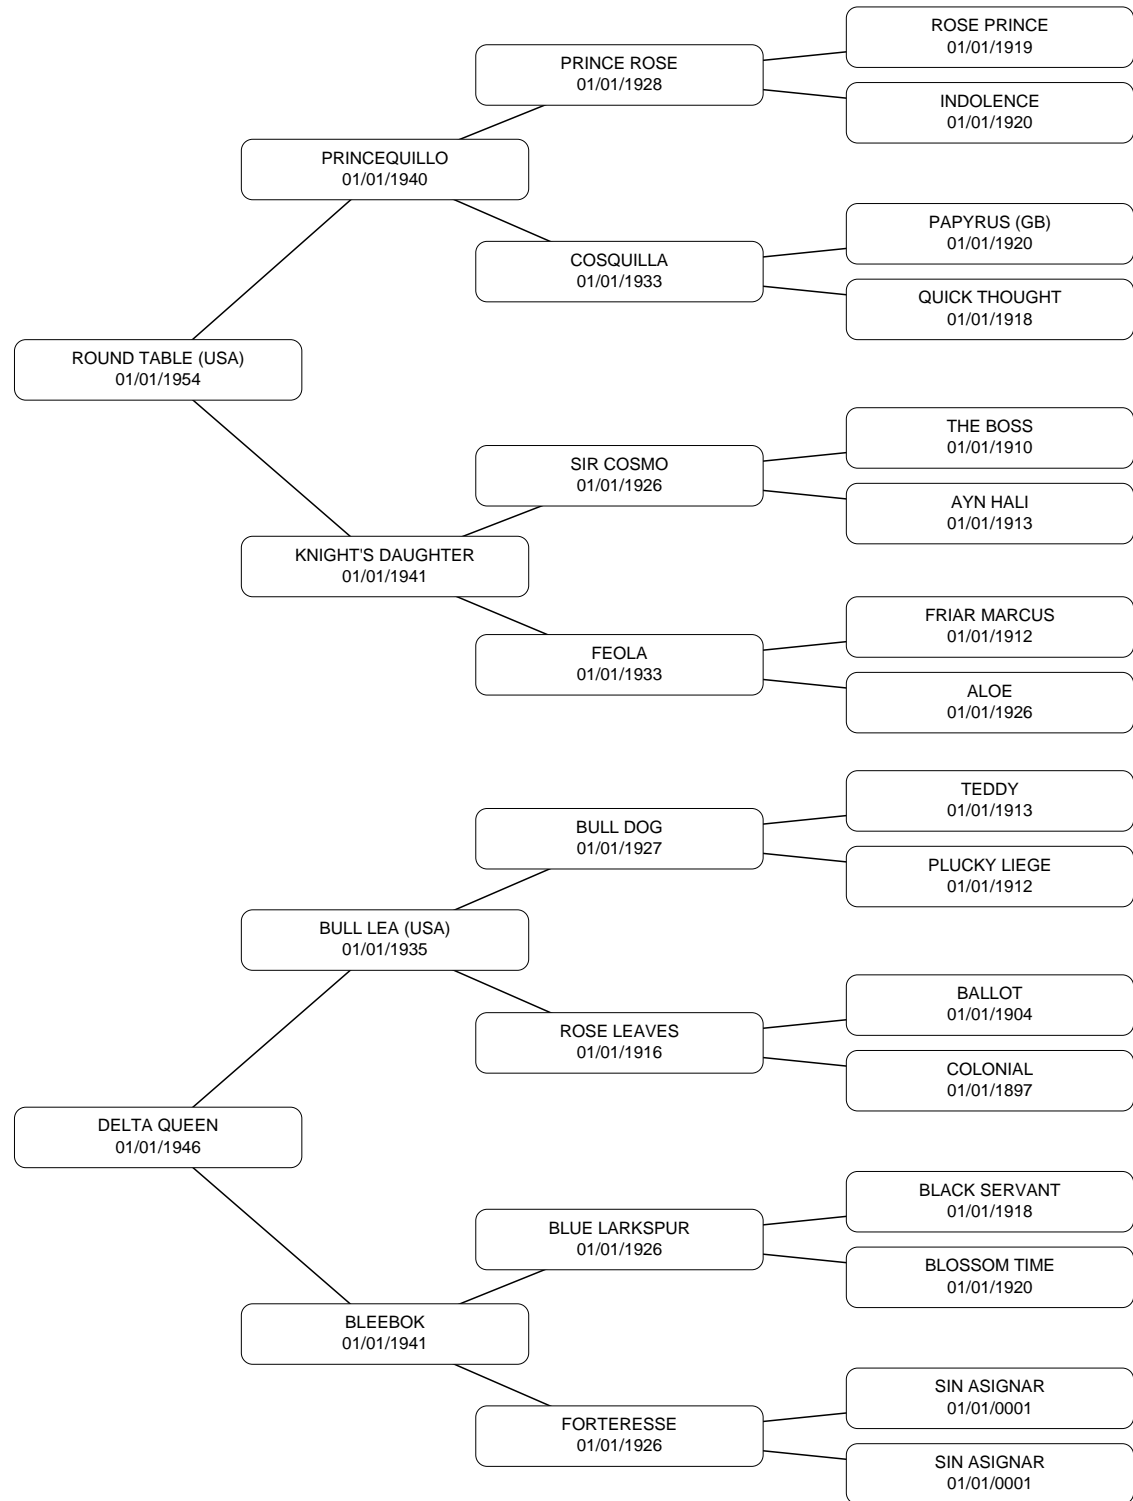 ROSE PRINCE
01/01/1919
PRINCE ROSE
01/01/1928
INDOLENCE
01/01/1920
PRINCEQUILLO
01/01/1940
PAPYRUS (GB)
01/01/1920
COSQUILLA
01/01/1933
QUICK THOUGHT
01/01/1918
ROUND TABLE (USA)
01/01/1954
THE BOSS
01/01/1910
SIR COSMO
01/01/1926
AYN HALI
01/01/1913
KNIGHT'S DAUGHTER
01/01/1941
FRIAR MARCUS
01/01/1912
FEOLA
01/01/1933
ALOE
01/01/1926
TEDDY
01/01/1913
BULL DOG
01/01/1927
PLUCKY LIEGE
01/01/1912
BULL LEA (USA)
01/01/1935
BALLOT
01/01/1904
ROSE LEAVES
01/01/1916
COLONIAL
01/01/1897
DELTA QUEEN
01/01/1946
BLACK SERVANT
01/01/1918
BLUE LARKSPUR
01/01/1926
BLOSSOM TIME
01/01/1920
BLEEBOK
01/01/1941
SIN ASIGNAR
01/01/0001
FORTERESSE
01/01/1926
SIN ASIGNAR
01/01/0001